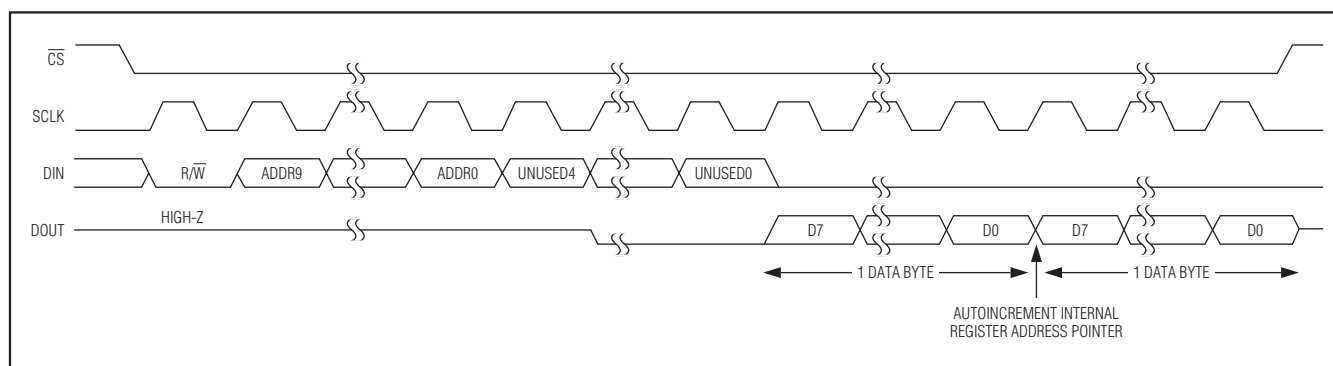 C̅S̅
SCLK
DIN R/W̅ ADDR9 ADDR0 UNUSED4 UNUSED0
HIGH-Z
DOUT D7 D0 D7 D0
1 DATA BYTE 1 DATA BYTE
AUTOINCREMENT INTERNAL
REGISTER ADDRESS POINTER